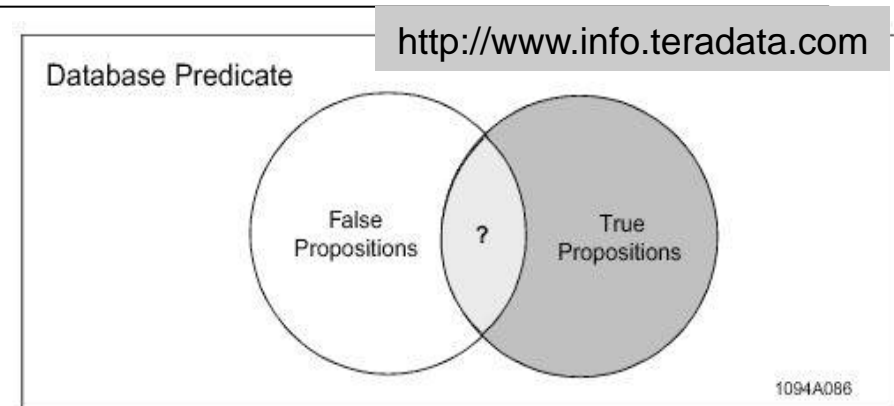 http://www.info.teradata.com
Database Predicate
False
Propositions
?
True
Propositions
1094A086